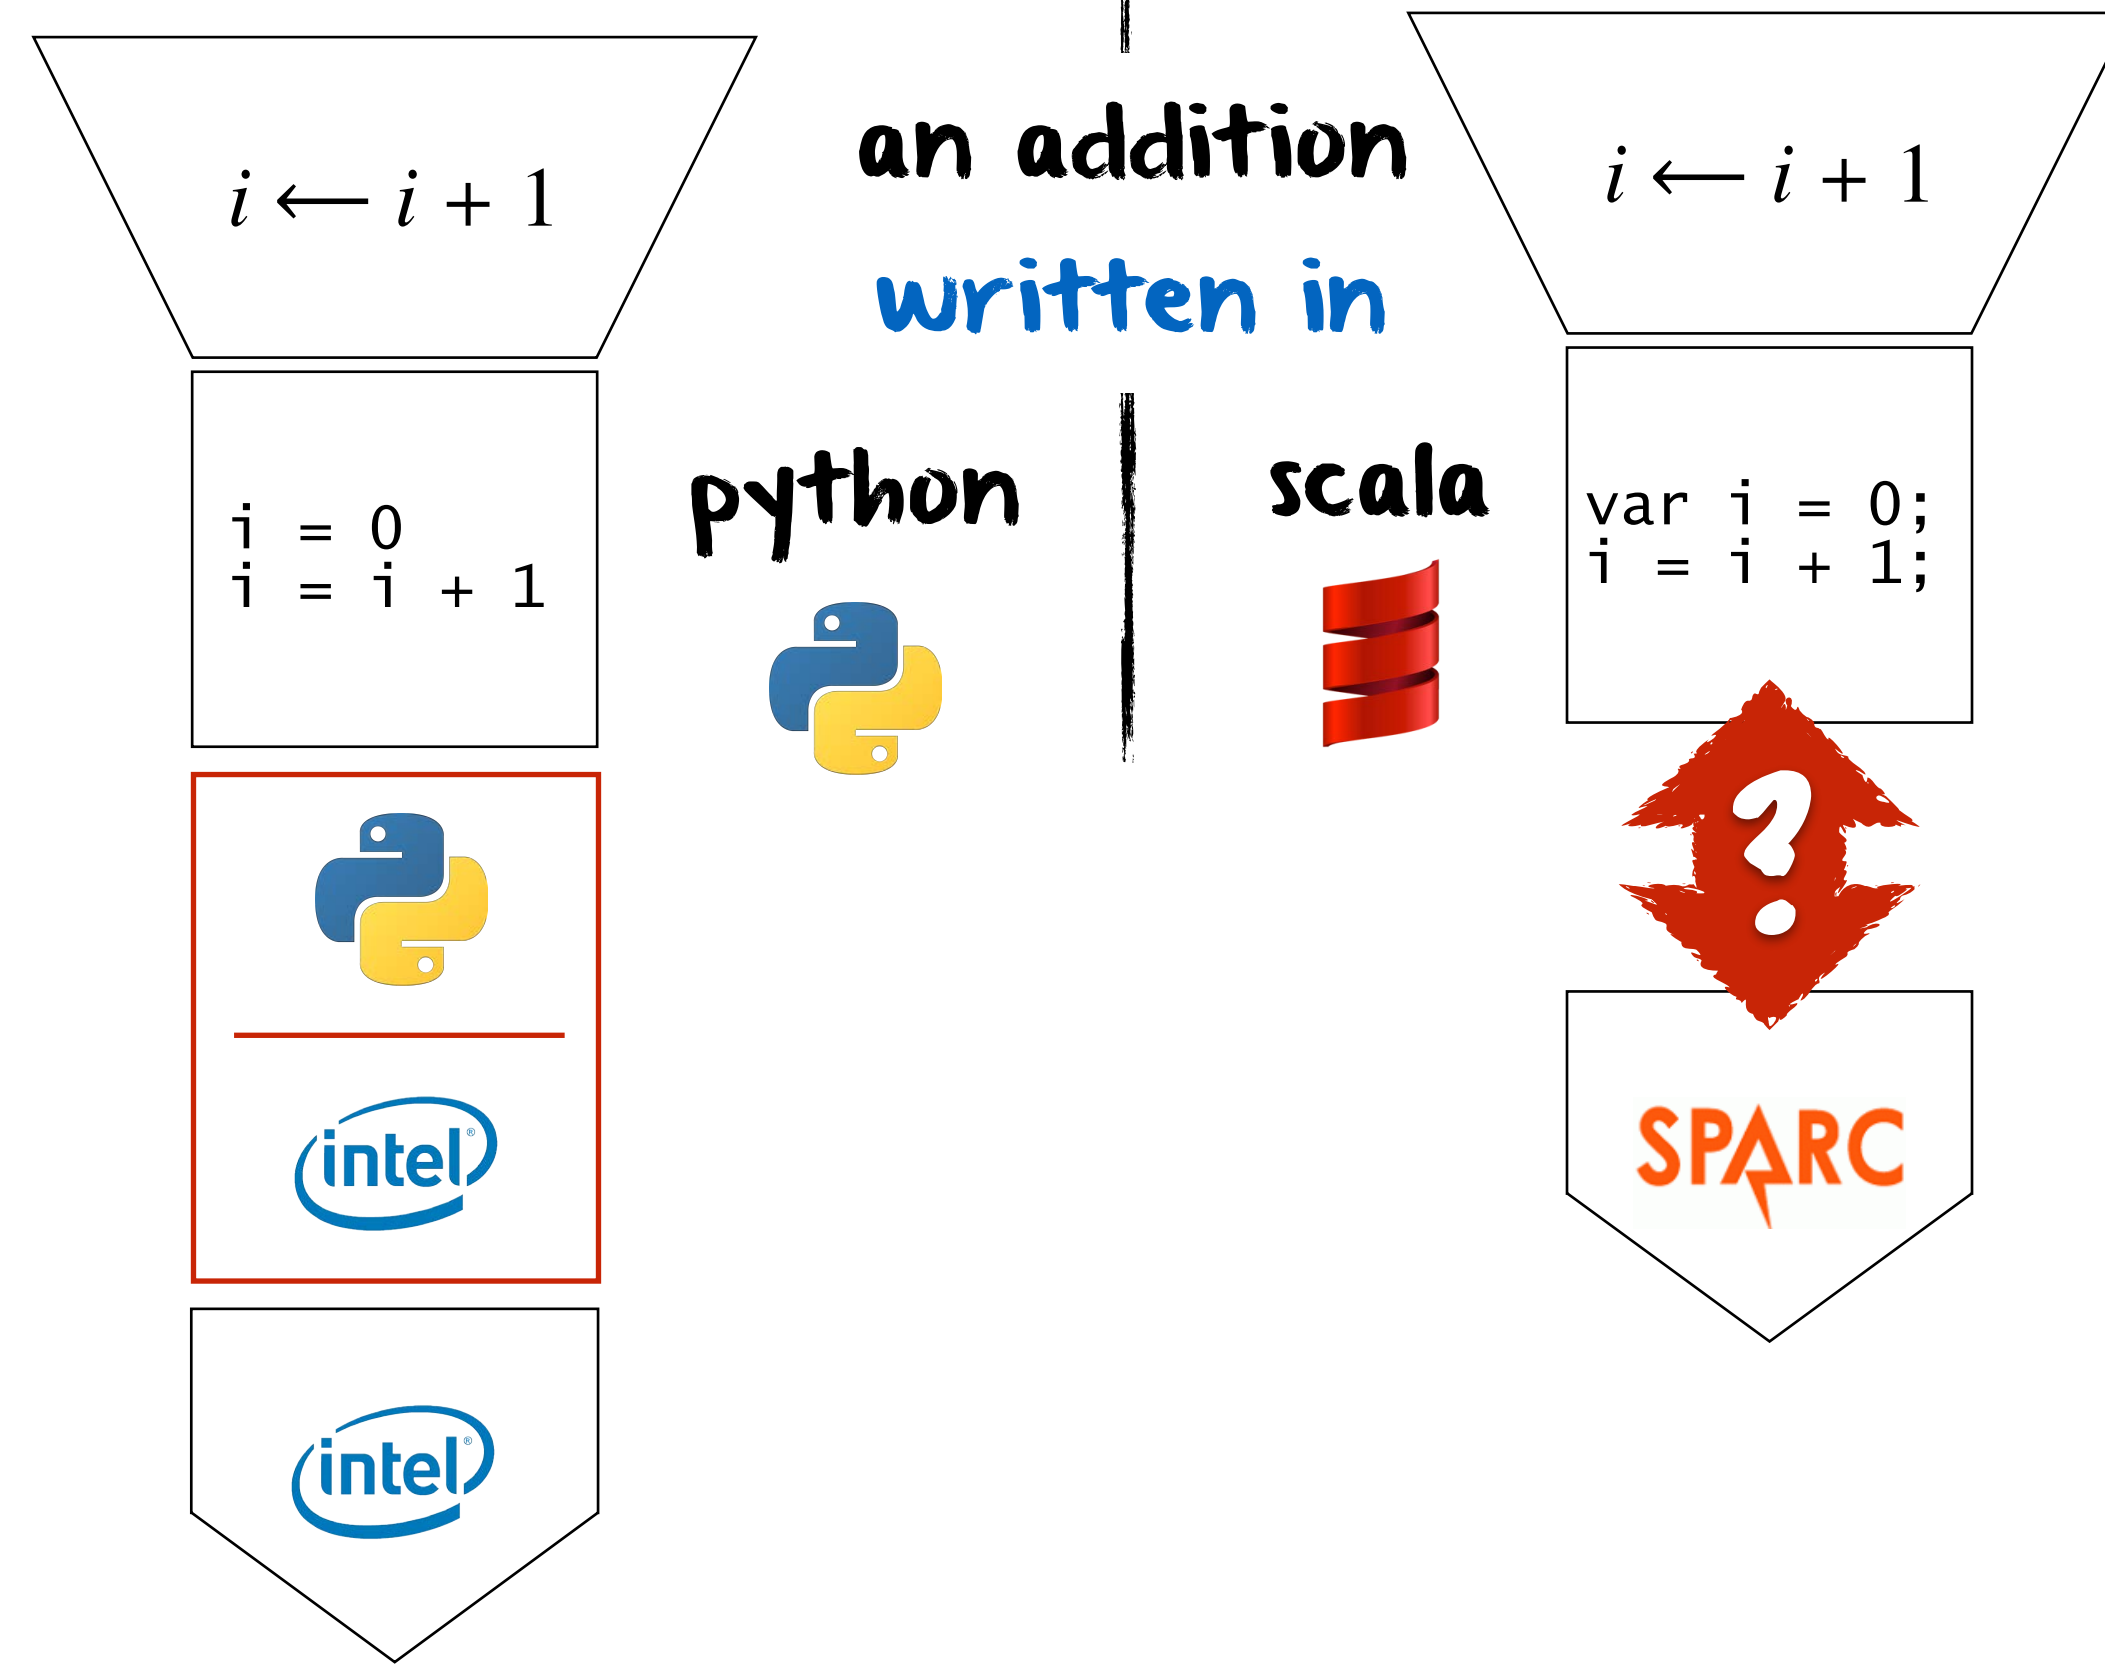 i ← i + 1
i = 0
i = i + 1
intel®
intel®
an addition
written in
python
scala
i ← i + 1
var i = 0;
i = i + 1;
?
SPARC